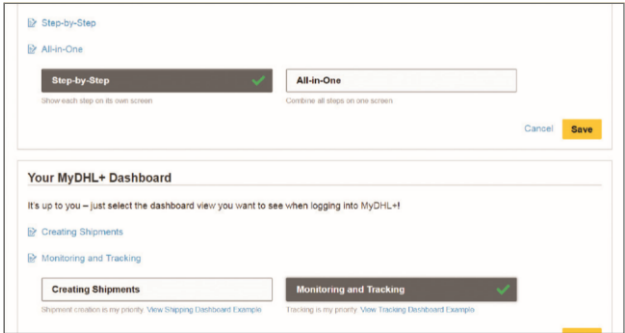 Step-by-Step
All-in-One
Step-by-Step
All-in-One
Show each step on its own screen
Combine all steps on one screen
Cancel
Save
Your MyDHL+ Dashboard
It's up to you – just select the dashboard view you want to see when logging into MyDHL+!
Creating Shipments
Monitoring and Tracking
Creating Shipments
Monitoring and Tracking
Shipment creation is my priority. View Shipping Dashboard Example
Tracking is my priority. View Tracking Dashboard Example